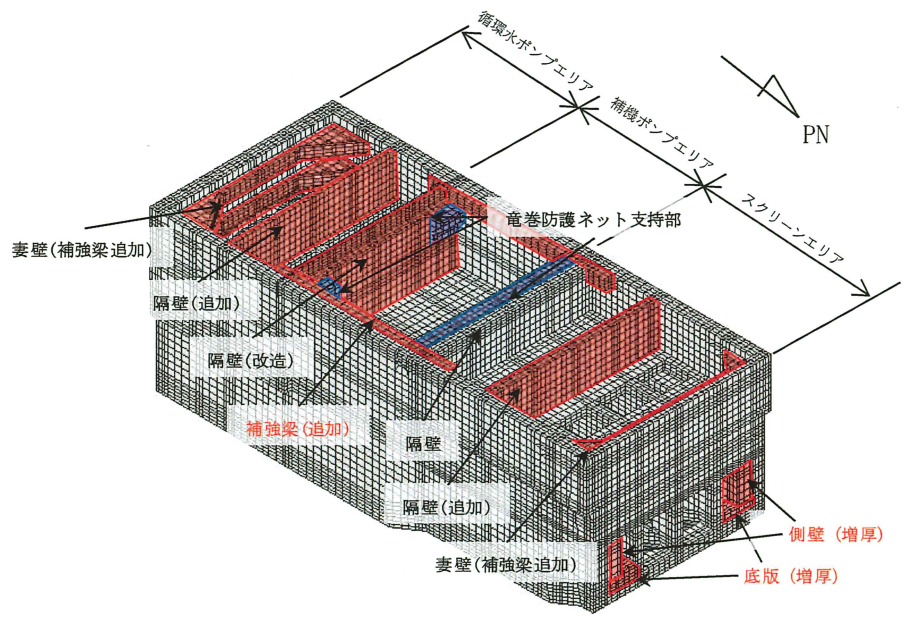 循環水ポンプエリア
補機ポンプエリア
スクリーンエリア
PN
竜巻防護ネット支持部
妻壁(補強梁追加)
隔壁(追加)
隔壁(改造)
補強梁(追加)
隔壁
隔壁(追加)
妻壁(補強梁追加)
側壁(増厚)
底版(増厚)